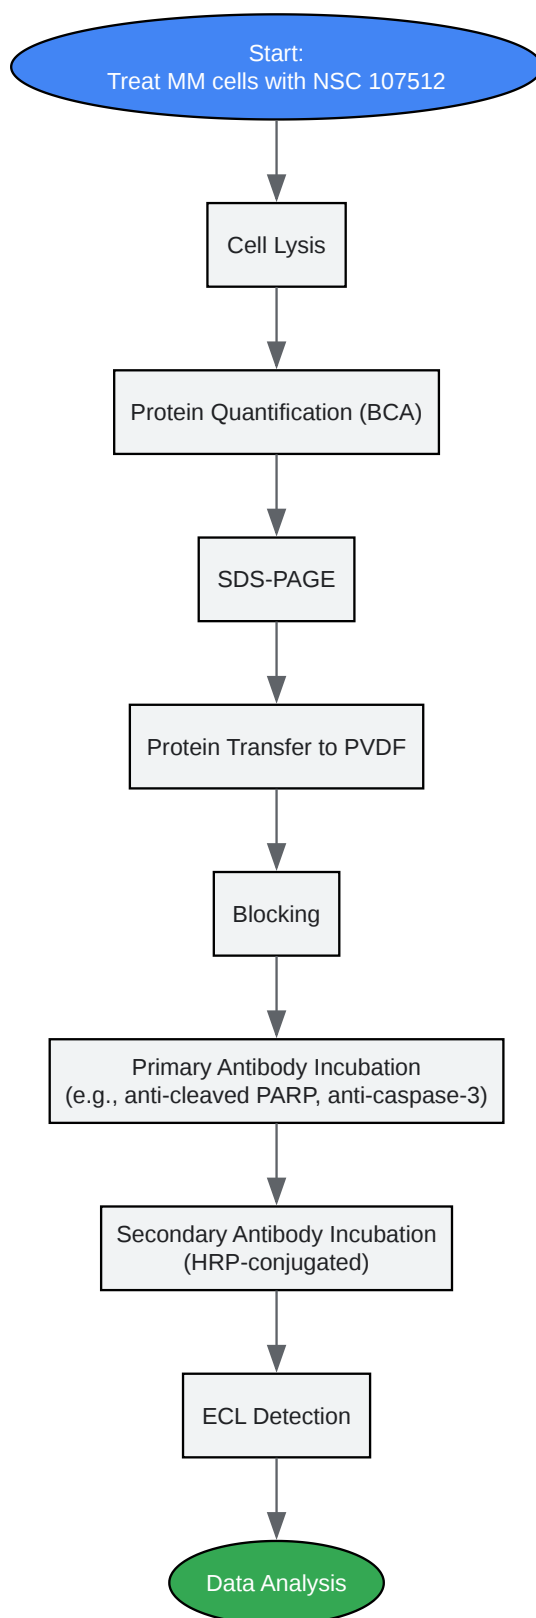 Start:
Treat MM cells with NSC 107512
Cell Lysis
Protein Quantification (BCA)
SDS-PAGE
Protein Transfer to PVDF
Blocking
Primary Antibody Incubation
(e.g., anti-cleaved PARP, anti-caspase-3)
Secondary Antibody Incubation
(HRP-conjugated)
ECL Detection
Data Analysis